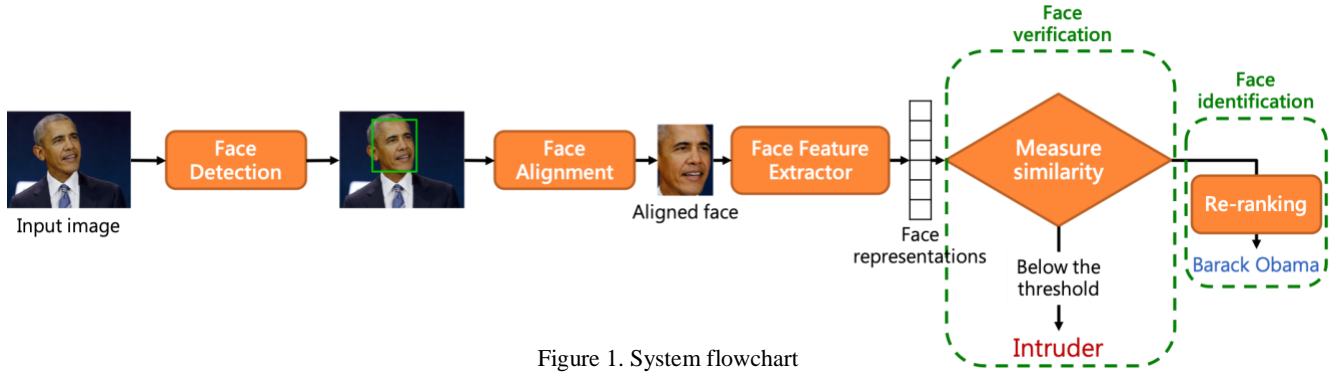 Face
verification
Face
identification
Face
Detection
Face
Alignment
Face Feature
Extractor
Measure
similarity
Re-ranking
Input image
Aligned face
Face
representations
Below the
threshold
Barack Obama
Intruder
Figure 1. System flowchart